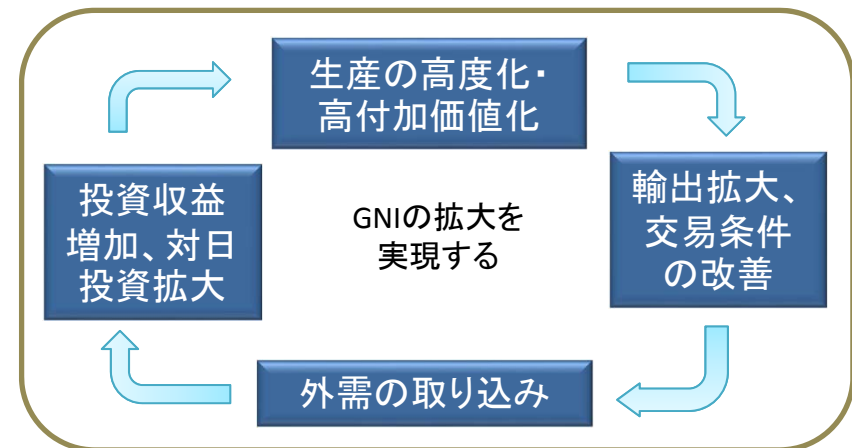 生産の高度化・
高付加価値化
輸出拡大、
交易条件
の改善
外需の取り込み
投資収益
増加、対日
投資拡大
GNIの拡大を
実現する